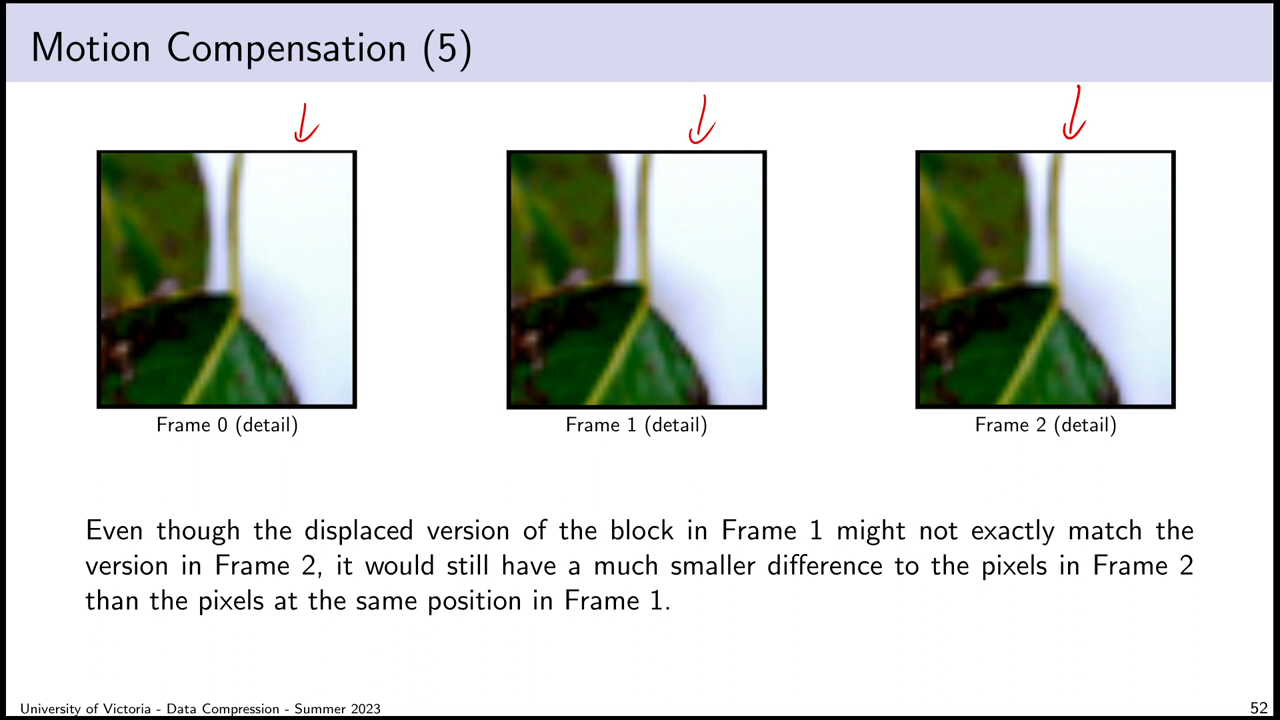 Motion Compensation (5)
Frame 0 (detail)
Frame 1 (detail)
Frame 2 (detail)
Even though the displaced version of the block in Frame 1 might not exactly match the
version in Frame 2, it would still have a much smaller difference to the pixels in Frame 2
than the pixels at the same position in Frame 1.
University of Victoria - Data Compression - Summer 2023
52